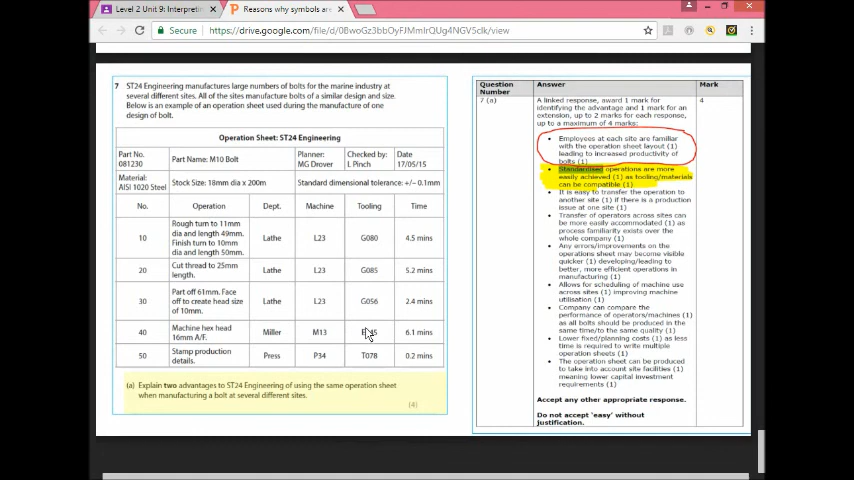 Level 2 Unit 9: Interpretin
Reasons why symbols are
Secure
https://drive.google.com/file/d/0BwoGz3bbOyFJMmIrQUg4NGV5clk/view
7 ST24 Engineering manufactures large numbers of bolts for the marine industry at
several different sites. All of the sites manufacture bolts of a similar design and size.
Below is an example of an operation sheet used during the manufacture of one
design of bolt.
Operation Sheet: ST24 Engineering
Part No.
081230
Part Name: M10 Bolt
Planner:
MG Drover
Checked by:
L Pinch
Date
17/05/15
Material:
AISI 1020 Steel
Stock Size: 18mm dia x 200m
Standard dimensional tolerance: +/– 0.1mm
No. Operation Dept. Machine Tooling Time
10 Rough turn to 11mm
dia and length 49mm.
Finish turn to 10mm
dia and length 50mm.
Lathe L23 G080 4.5 mins
20 Cut thread to 25mm
length.
Lathe L23 G085 5.2 mins
30 Part off 61mm. Face
off to create head size
of 10mm.
Lathe L23 G056 2.4 mins
40 Machine hex head
16mm A/F.
Miller M13 6.1 mins
50 Stamp production
details.
Press P34 T078 0.2 mins
(a) Explain two advantages to ST24 Engineering of using the same operation sheet
when manufacturing a bolt at several different sites.
(4)
Question
Number
Answer
Mark
7 (a)
A linked response, award 1 mark for
identifying the advantage and 1 mark for an
extension, up to 2 marks for each response,
up to a maximum of 4 marks:
4
• Employees at each site are familiar
with the operation sheet layout (1)
leading to increased productivity of
bolts (1)
• Standardised operations are more
easily achieved (1) as tooling/materials
can be compatible (1)
• It is easy to transfer the operation to
another site (1) if there is a production
issue at one site (1)
• Transfer of operators across sites can
be more easily accommodated (1) as
process familiarity exists over the
whole company (1)
• Any errors/improvements on the
operations sheet may become visible
quicker (1) developing/leading to
better, more efficient operations in
manufacturing (1)
• Allows for scheduling of machine use
across sites (1) improving machine
utilisation (1)
• Company can compare the
performance of operators/machines (1)
as all bolts should be produced in the
same time/to the same quality (1)
• Lower fixed/planning costs (1) as less
time is required to write multiple
operation sheets (1)
• The operation sheet can be produced
to take into account site facilities (1)
meaning lower capital investment
requirements (1)
Accept any other appropriate response.
Do not accept 'easy' without
justification.